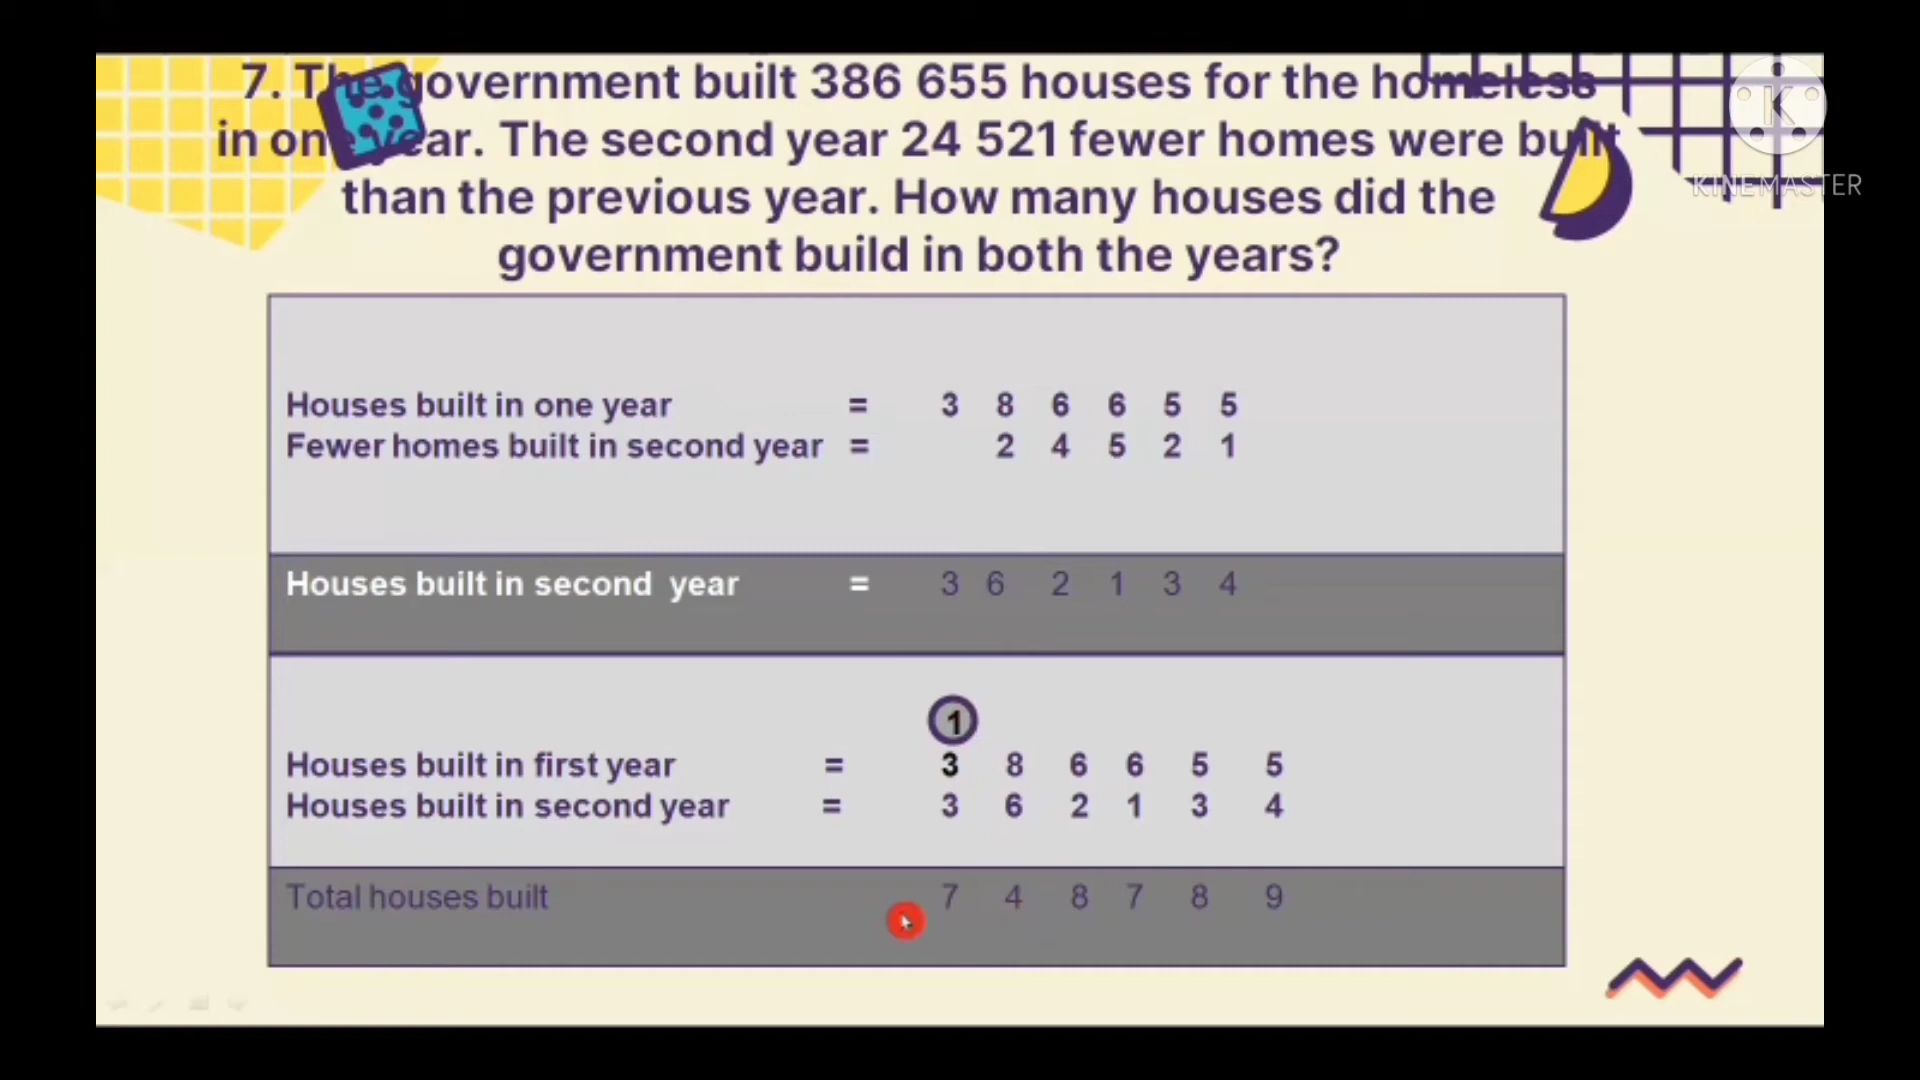 7. The government built 386 655 houses for the homeless
in one year. The second year 24 521 fewer homes were built
than the previous year. How many houses did the
government build in both the years?
K
KINEMASTER
Houses built in one year = 3 8 6 6 5 5
Fewer homes built in second year = 2 4 5 2 1
Houses built in second year = 3 6 2 1 3 4
1
Houses built in first year = 3 8 6 6 5 5
Houses built in second year = 3 6 2 1 3 4
Total houses built 7 4 8 7 8 9